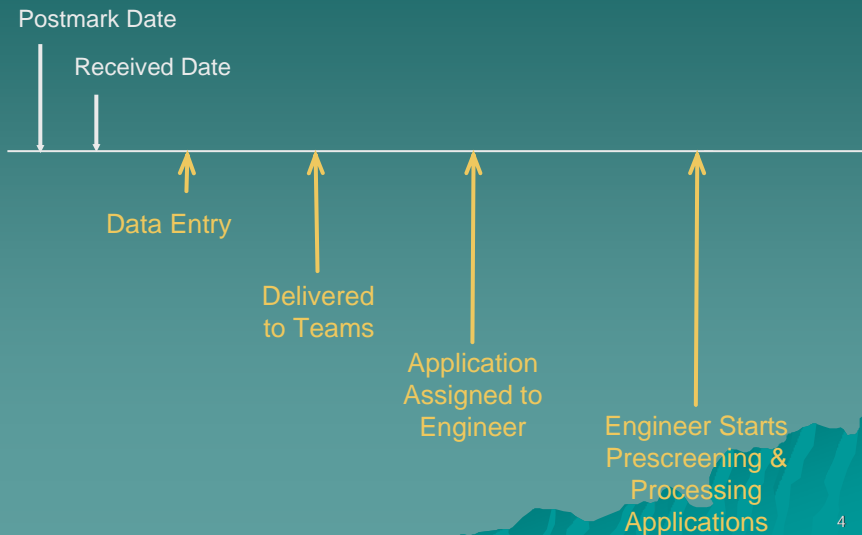 Postmark Date
Received Date
Data Entry
Delivered
to Teams
Application
Assigned to
Engineer
Engineer Starts
Prescreening &
Processing
Applications
4